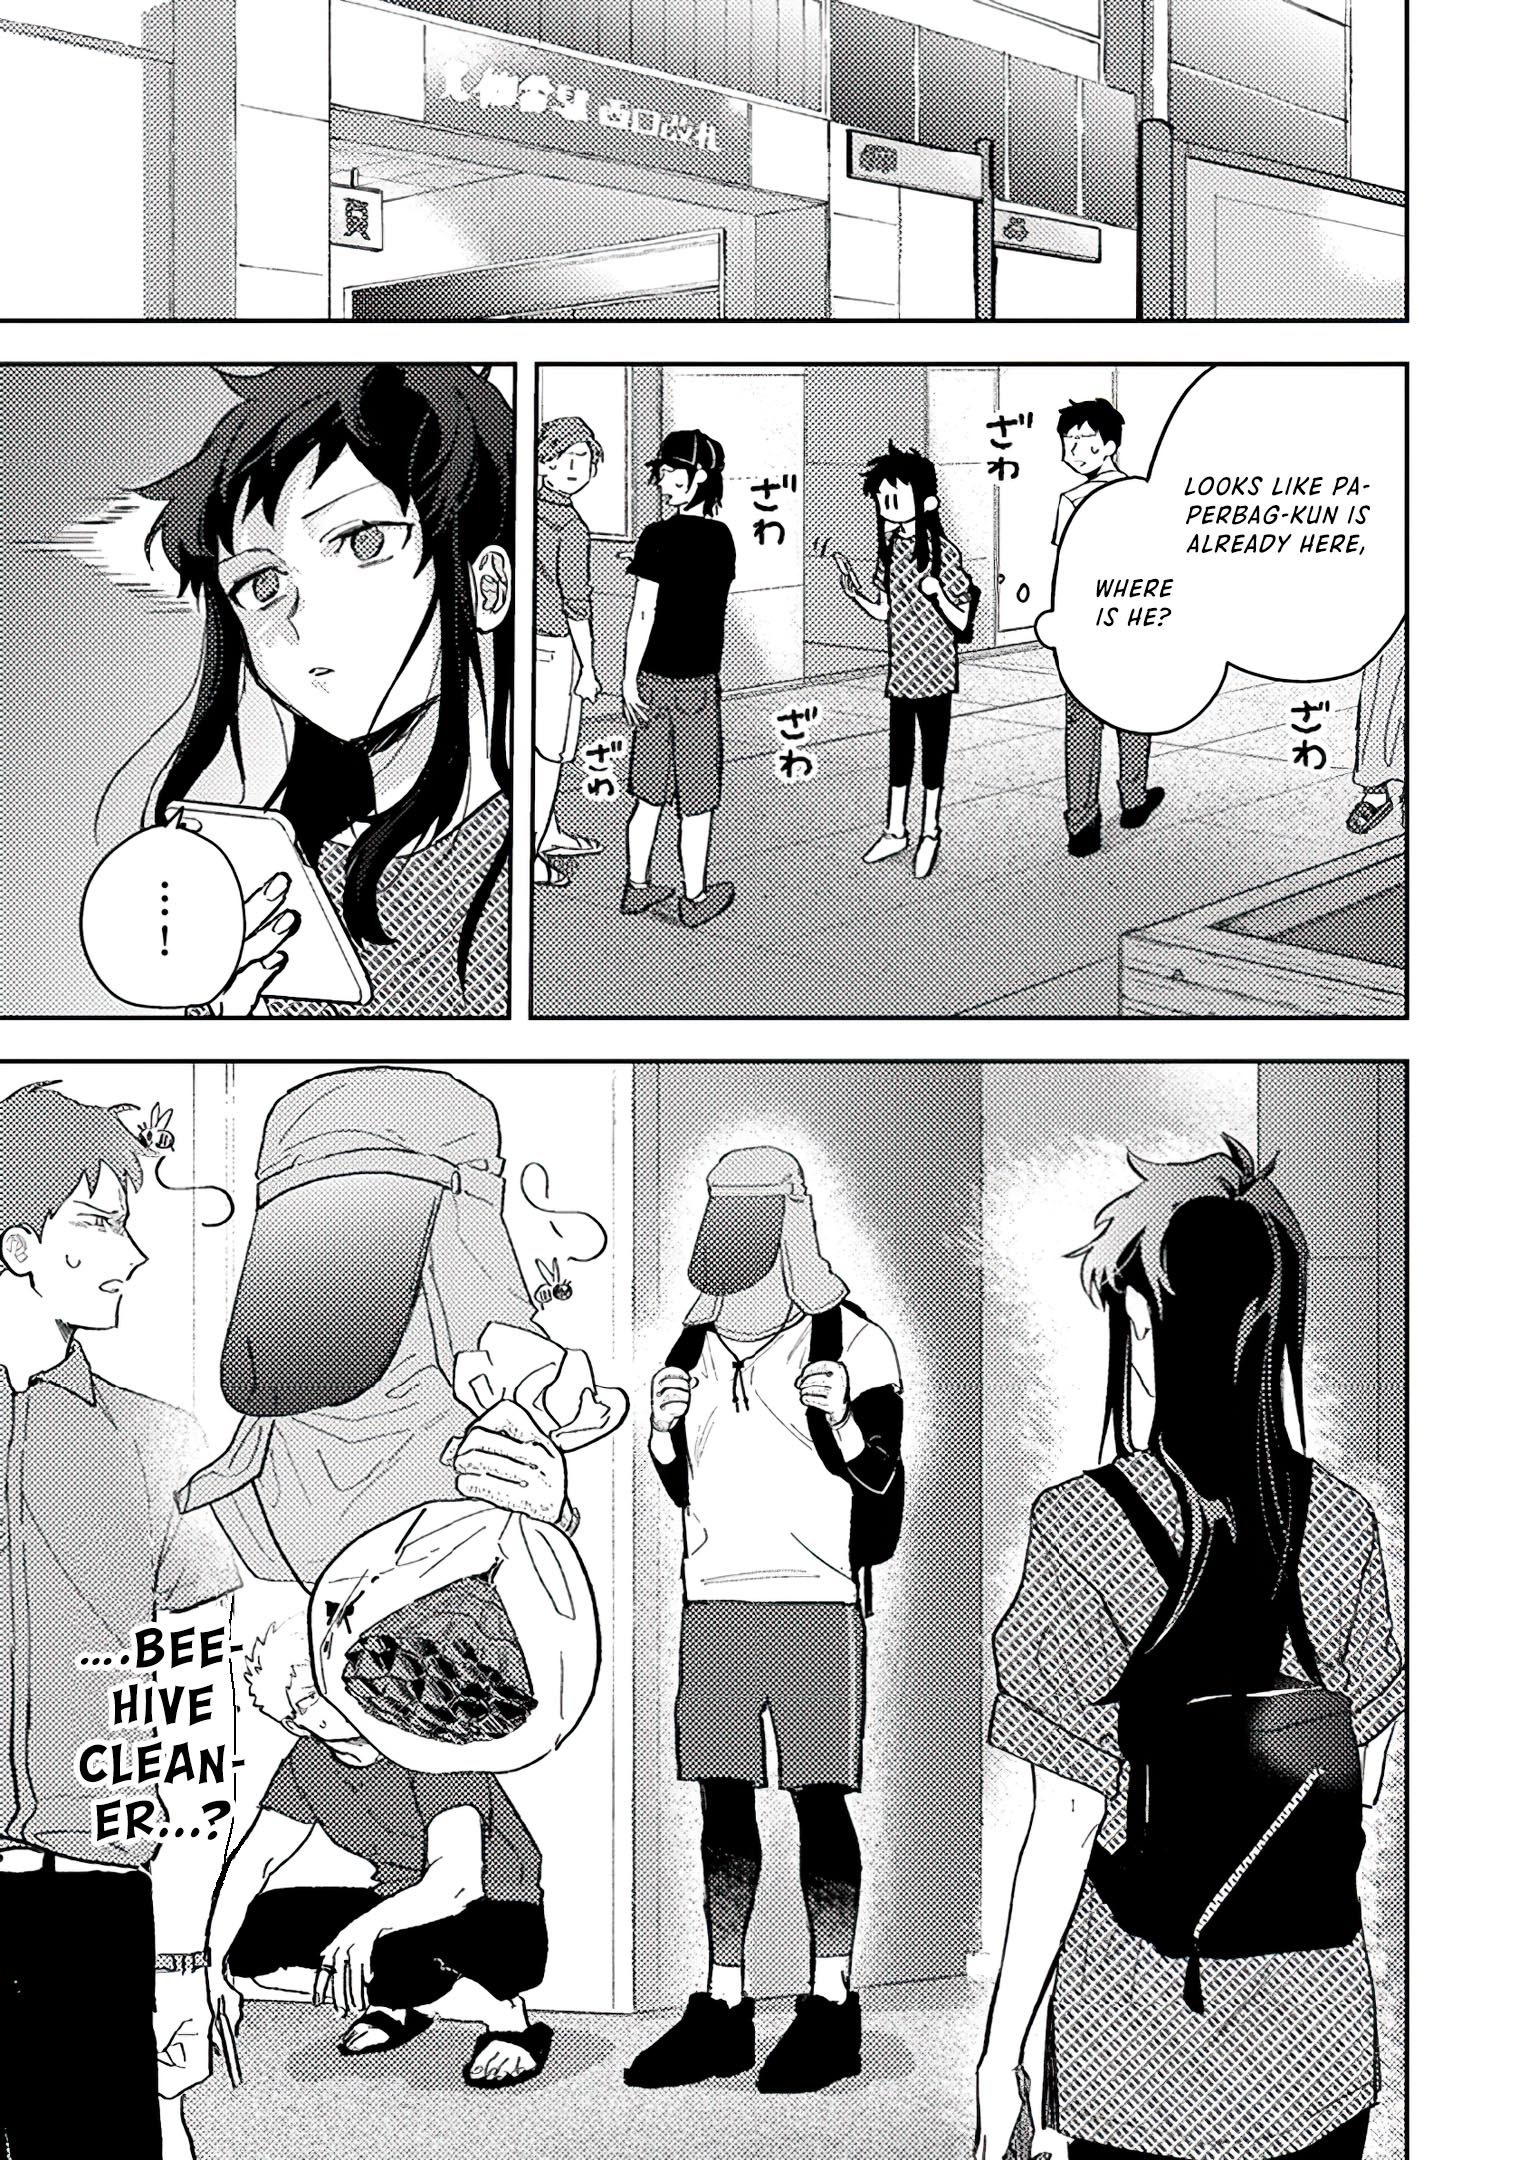 員
LOOKS LIKE PA-
PERBAG-KUN IS
ALREADY HERE,
WHERE
IS HE?
ざわ
ざわ
ざわ
ざわ
ざわ
…!
....BEE-
HIVE
CLEAN-
ER...?